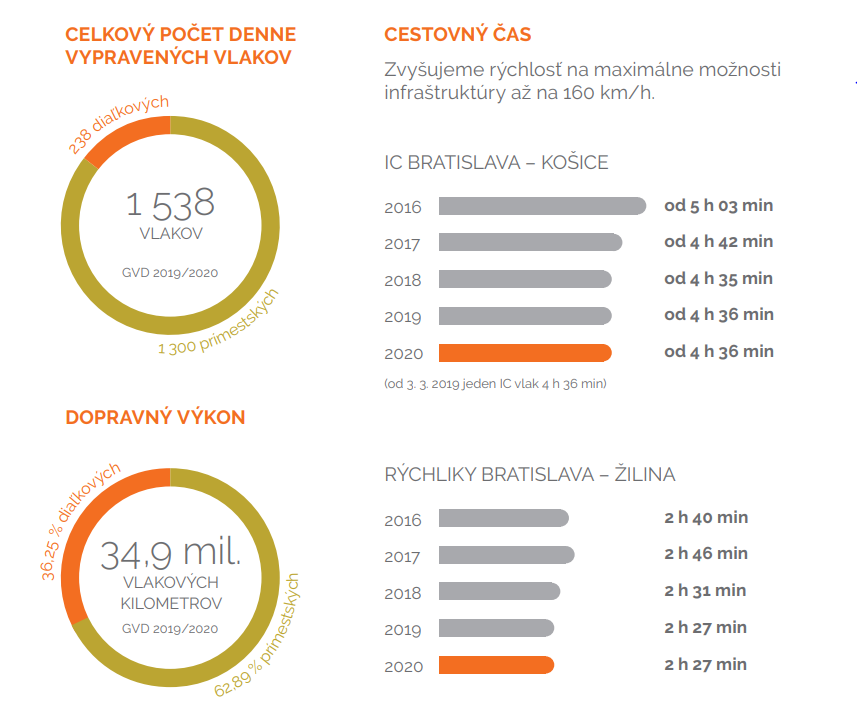 CELKOVÝ POČET DENNE
VYPRAVENÝCH VLAKOV
238 diaľkových
1 538
VLAKOV
GVD 2019/2020
1 300 prímestských
DOPRAVNÝ VÝKON
36,25 % diaľkových
34,9 mil.
VLAKOVÝCH
KILOMETROV
GVD 2019/2020
62,89 % prímestských
CESTOVNÝ ČAS
Zvyšujeme rýchlosť na maximálne možnosti
infraštruktúry až na 160 km/h.
IC BRATISLAVA – KOŠICE
2016 od 5 h 03 min
2017 od 4 h 42 min
2018 od 4 h 35 min
2019 od 4 h 36 min
2020 od 4 h 36 min
(od 3. 3. 2019 jeden IC vlak 4 h 36 min)
RÝCHLIKY BRATISLAVA – ŽILINA
2016 2 h 40 min
2017 2 h 46 min
2018 2 h 31 min
2019 2 h 27 min
2020 2 h 27 min